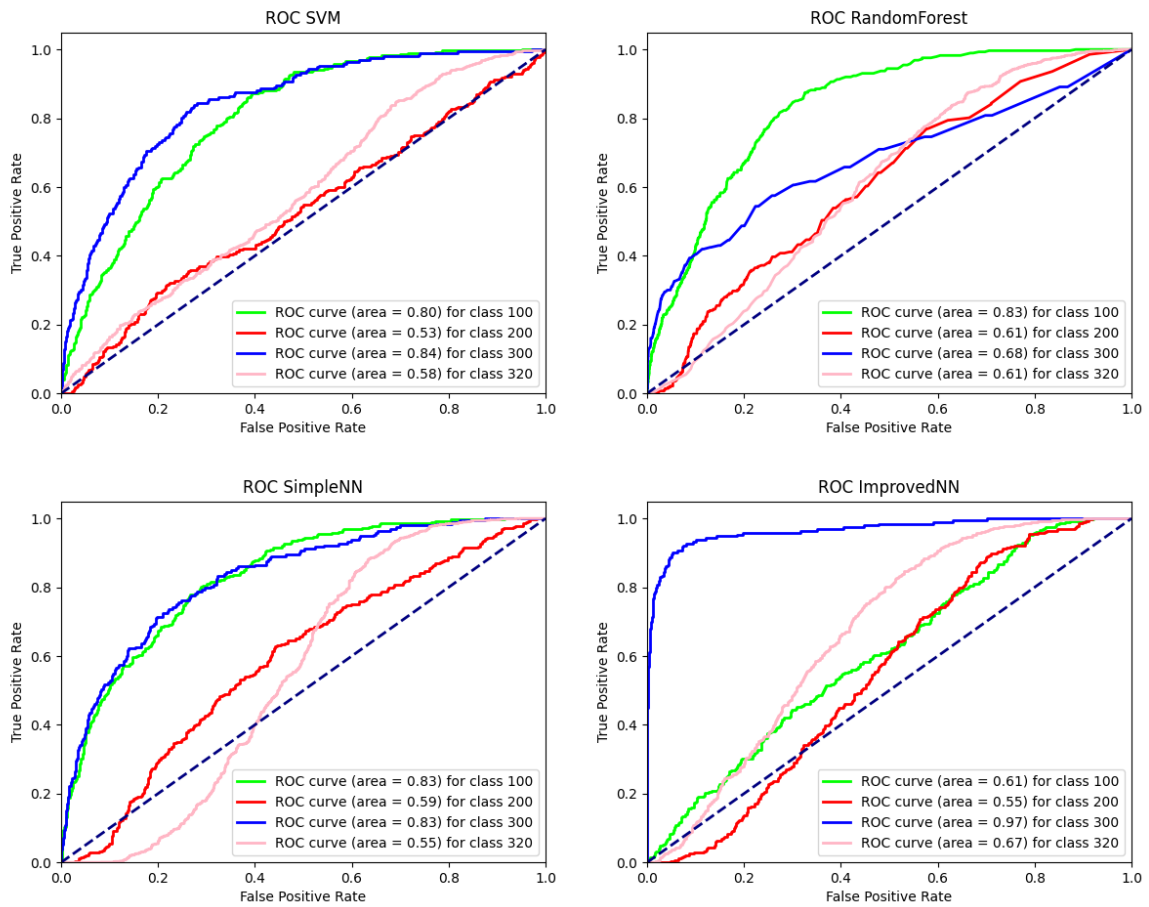 ROC SVM
1.0
0.8
0.6
0.4
0.2
0.0
True Positive Rate
ROC curve (area = 0.80) for class 100
ROC curve (area = 0.53) for class 200
ROC curve (area = 0.84) for class 300
ROC curve (area = 0.58) for class 320
0.0 0.2 0.4 0.6 0.8 1.0
False Positive Rate
ROC RandomForest
1.0
0.8
0.6
0.4
0.2
0.0
True Positive Rate
ROC curve (area = 0.83) for class 100
ROC curve (area = 0.61) for class 200
ROC curve (area = 0.68) for class 300
ROC curve (area = 0.61) for class 320
0.0 0.2 0.4 0.6 0.8 1.0
False Positive Rate
ROC SimpleNN
1.0
0.8
0.6
0.4
0.2
0.0
True Positive Rate
ROC curve (area = 0.83) for class 100
ROC curve (area = 0.59) for class 200
ROC curve (area = 0.83) for class 300
ROC curve (area = 0.55) for class 320
0.0 0.2 0.4 0.6 0.8 1.0
False Positive Rate
ROC ImprovedNN
1.0
0.8
0.6
0.4
0.2
0.0
True Positive Rate
ROC curve (area = 0.61) for class 100
ROC curve (area = 0.55) for class 200
ROC curve (area = 0.97) for class 300
ROC curve (area = 0.67) for class 320
0.0 0.2 0.4 0.6 0.8 1.0
False Positive Rate